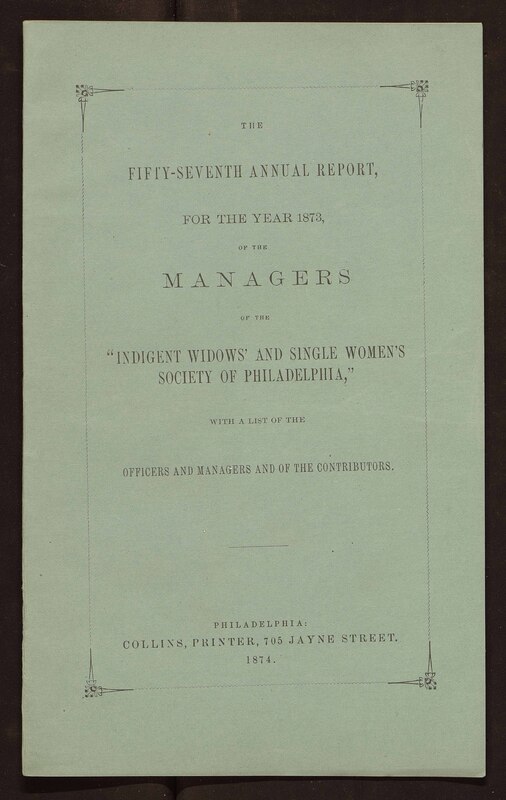 THE
FIFTY-SEVENTH ANNUAL REPORT,
FOR THE YEAR 1873,
OF THE
MANAGERS
OF THE
"INDIGENT WIDOWS' AND SINGLE WOMEN'S
SOCIETY OF PHILADELPHIA,"
WITH A LIST OF THE
OFFICERS AND MANAGERS AND OF THE CONTRIBUTORS.
PHILADELPHIA:
COLLINS, PRINTER, 705 JAYNE STREET.
1874.